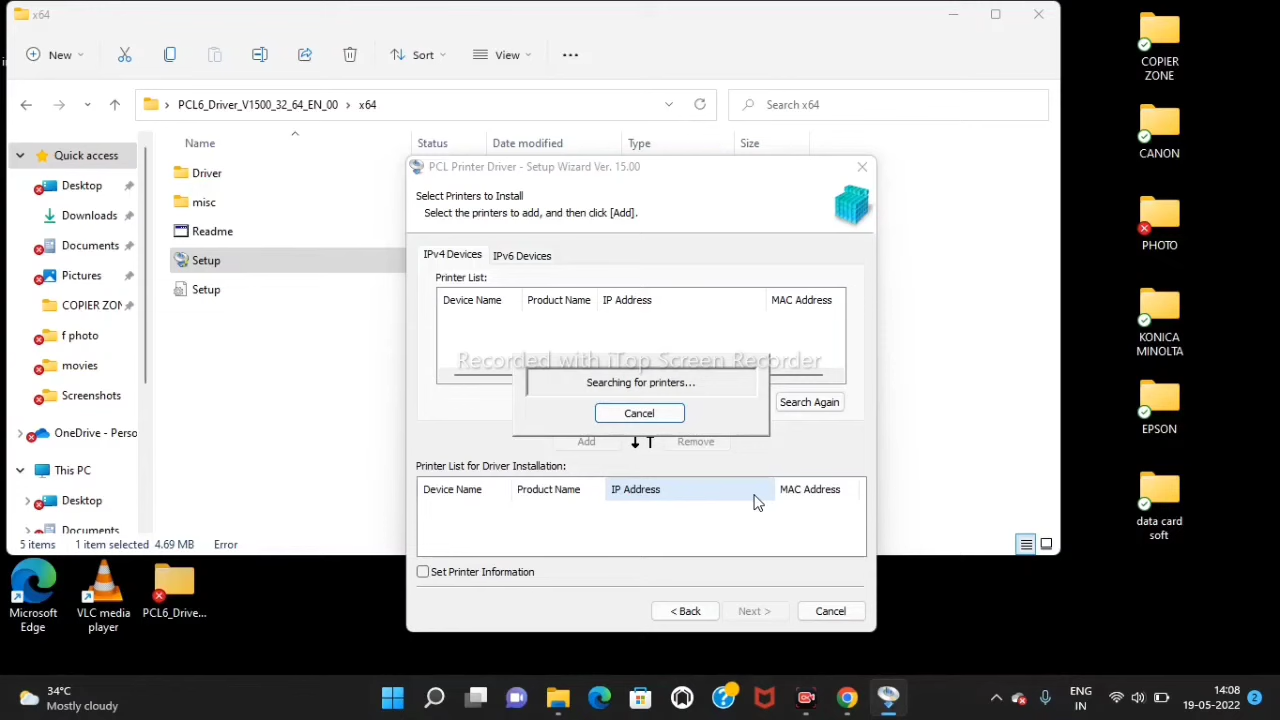 x64
New
Sort
View
PCL6_Driver_V1500_32_64_EN_00 > x64
Search x64
Name
Status
Date modified
Type
Size
Quick access
Desktop
Downloads
Documents
Pictures
COPIER ZON
f photo
movies
Screenshots
OneDrive - Perso
This PC
Desktop
Documents
Driver
misc
Readme
Setup
Setup
5 items
1 item selected 4.69 MB
Error
PCL Printer Driver - Setup Wizard Ver. 15.00
Select Printers to Install
Select the printers to add, and then click [Add].
IPv4 Devices
IPv6 Devices
Printer List:
Device Name
Product Name
IP Address
MAC Address
Recorded with iTop Screen Recorder
Searching for printers...
Cancel
Search Again
Add
Remove
Printer List for Driver Installation:
Device Name
Product Name
IP Address
MAC Address
Set Printer Information
< Back
Next >
Cancel
COPIER
ZONE
CANON
PHOTO
KONICA
MINOLTA
EPSON
data card
soft
Microsoft
Edge
VLC media
player
PCL6_Drive...
34°C
Mostly cloudy
ENG
IN
14:08
19-05-2022
2